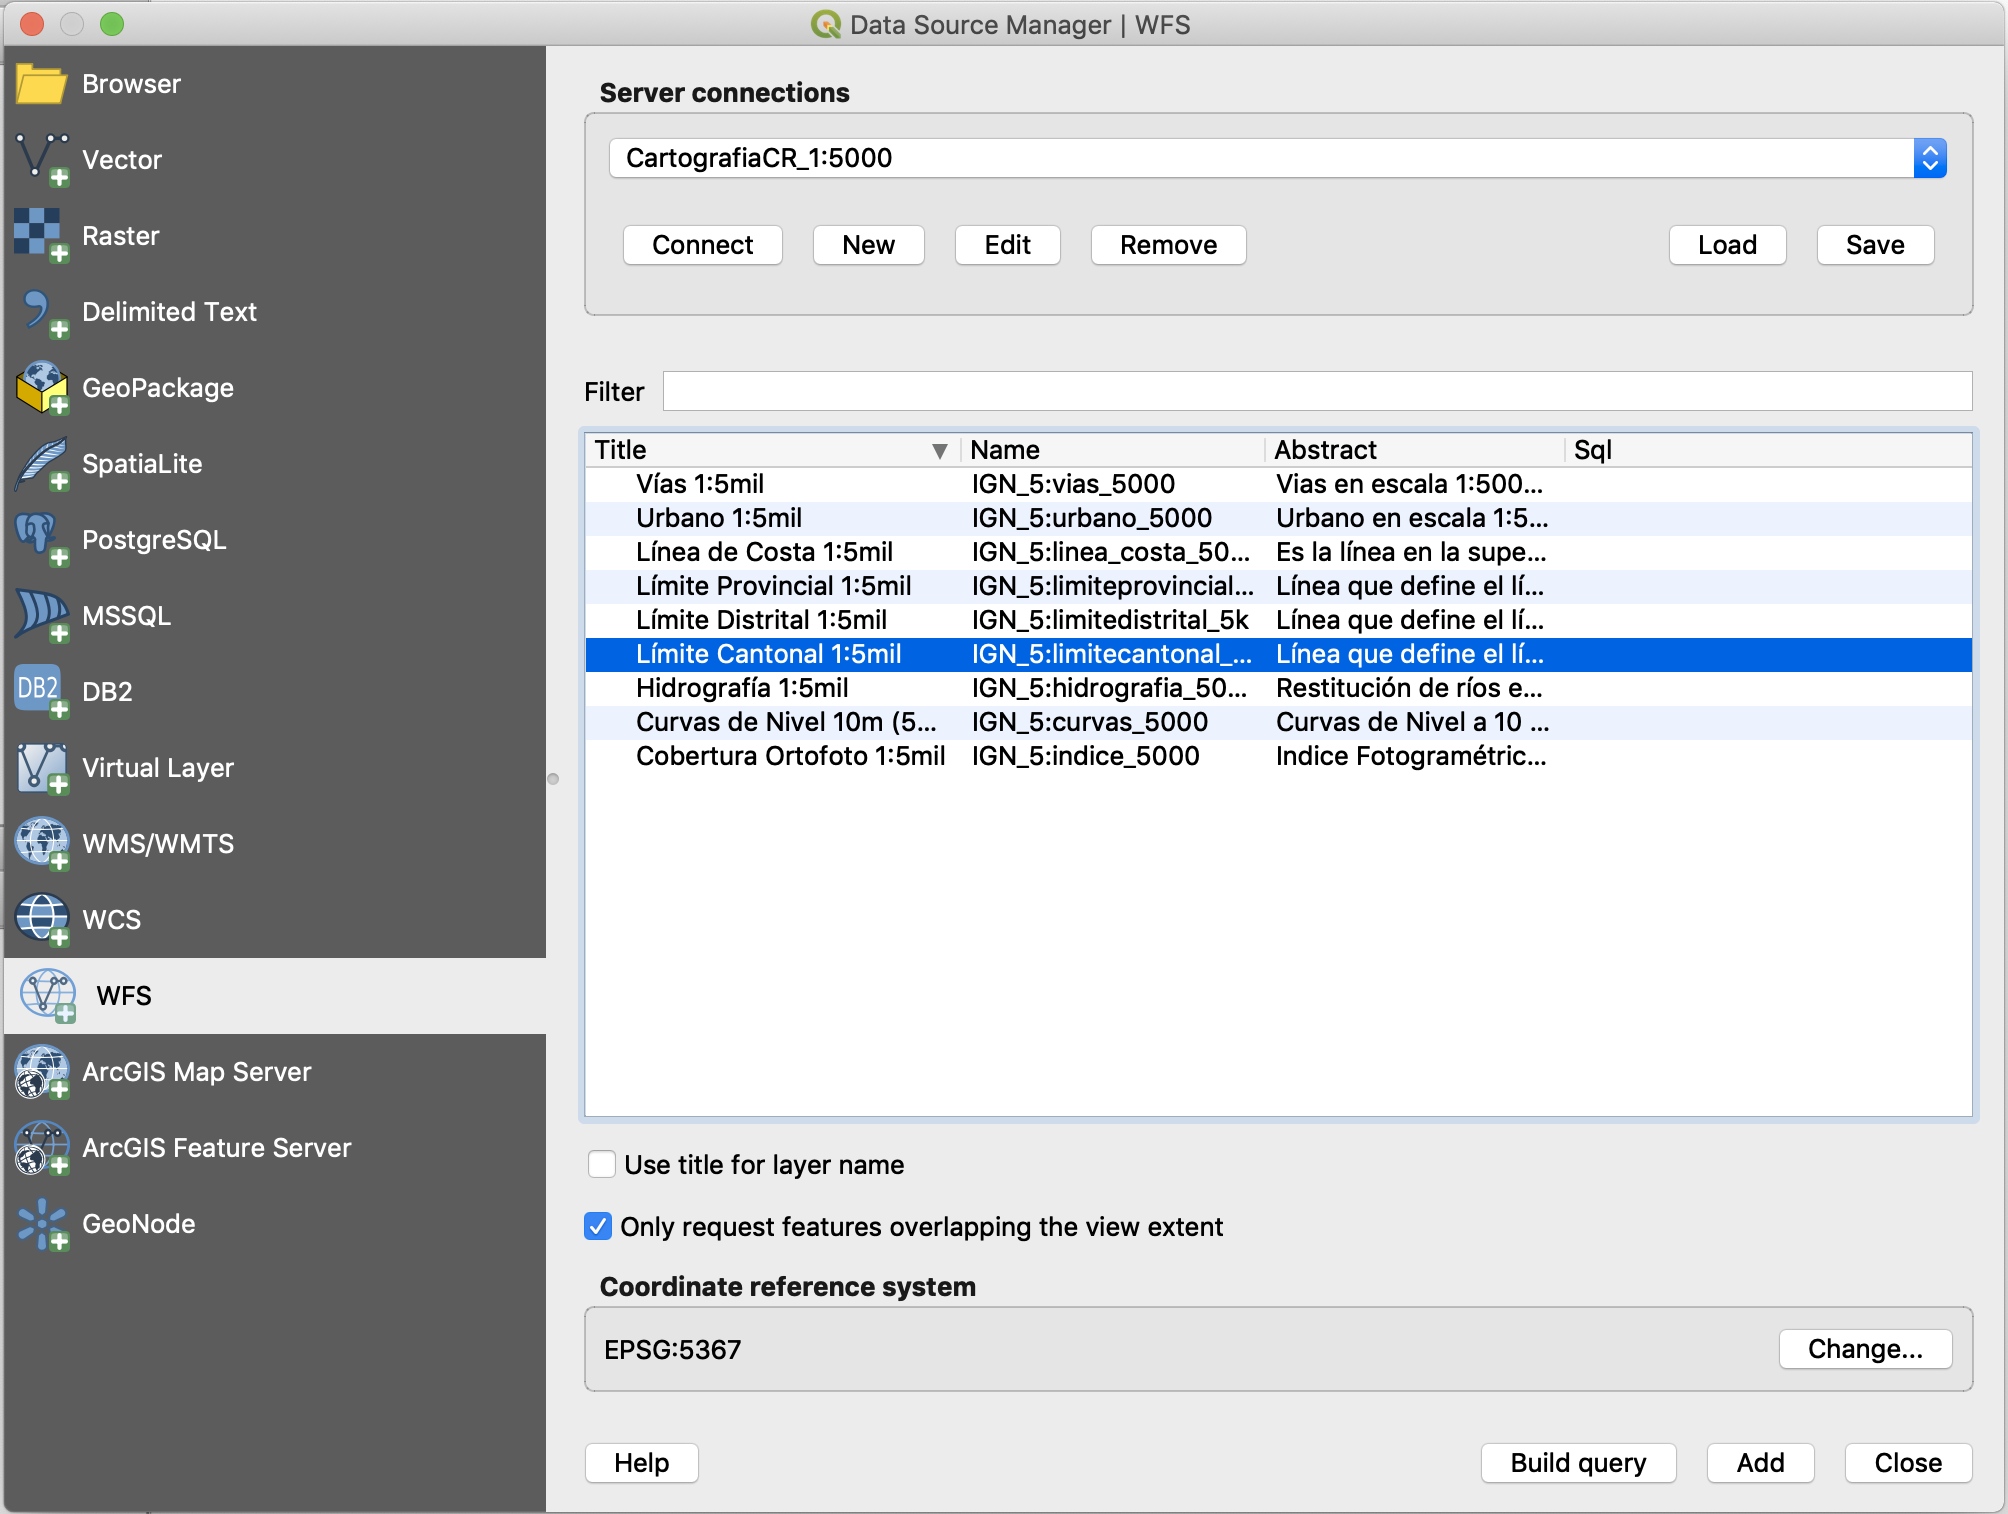 Data Source Manager | WFS
Browser
Vector
Raster
Delimited Text
GeoPackage
SpatiaLite
PostgreSQL
MSSQL
DB2
DB2
Virtual Layer
WMS/WMTS
WCS
WFS
ArcGIS Map Server
ArcGIS Feature Server
GeoNode
Server connections
CartografiaCR_1:5000
Connect New Edit Remove Load Save
Filter
Title Name Abstract Sql
Vías 1:5mil IGN_5:vias_5000 Vias en escala 1:500...
Urbano 1:5mil IGN_5:urbano_5000 Urbano en escala 1:5...
Línea de Costa 1:5mil IGN_5:linea_costa_50... Es la línea en la supe...
Límite Provincial 1:5mil IGN_5:limiteprovincial... Línea que define el lí...
Límite Distrital 1:5mil IGN_5:limitedistrital_5k Línea que define el lí...
Límite Cantonal 1:5mil IGN_5:limitecantonal_... Línea que define el lí...
Hidrografía 1:5mil IGN_5:hidrografia_50... Restitución de ríos e...
Curvas de Nivel 10m (5... IGN_5:curvas_5000 Curvas de Nivel a 10 ...
Cobertura Ortofoto 1:5mil IGN_5:indice_5000 Indice Fotogramétric...
Use title for layer name
Only request features overlapping the view extent
Coordinate reference system
EPSG:5367 Change...
Help Build query Add Close